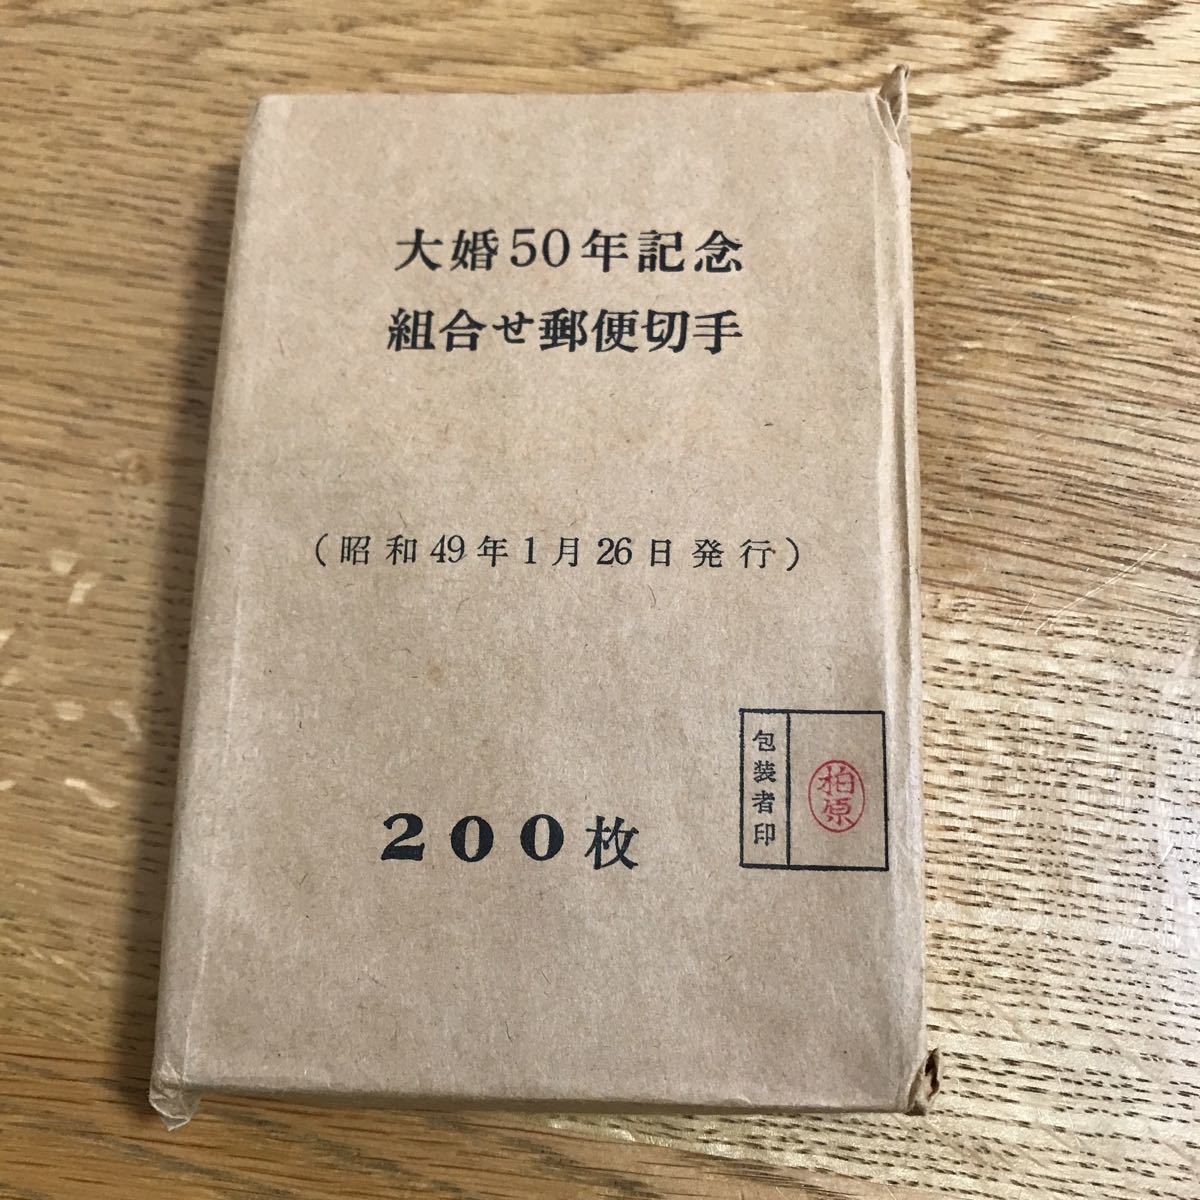 大婚50年記念
組合せ郵便切手
(昭和49年1月26日発行)
200枚
包装者印
柏原